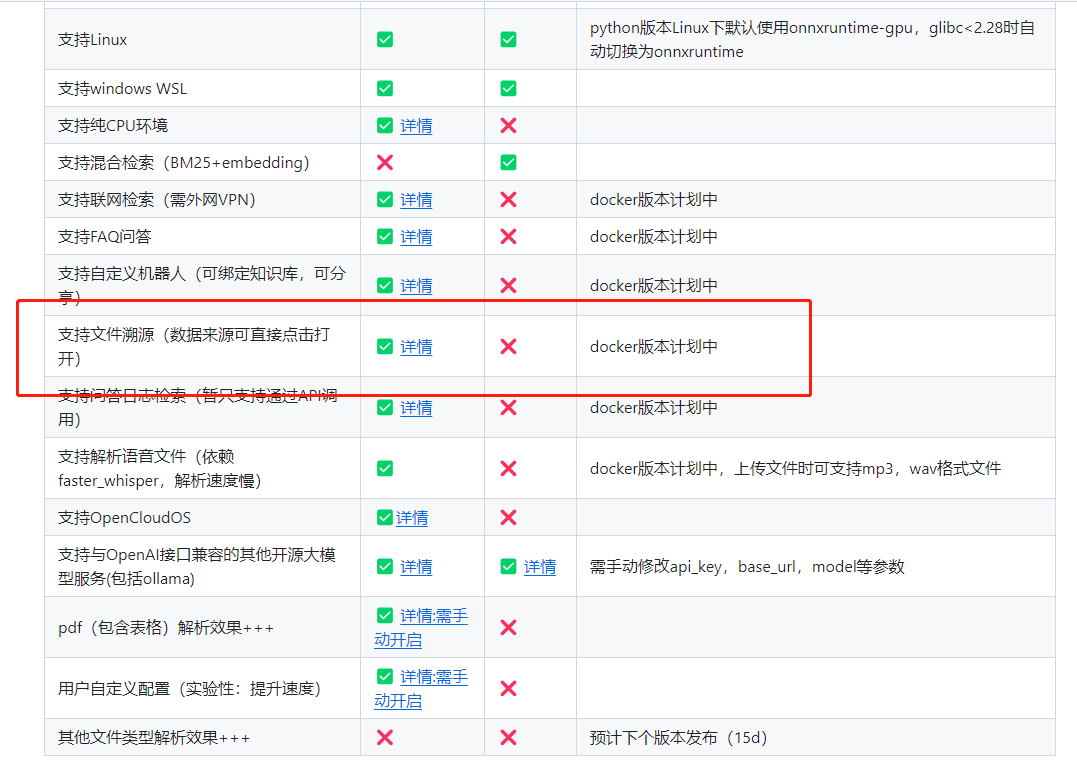 支持Linux
python版本Linux下默认使用onnxruntime-gpu，glibc<2.28时自
动切换为onnxruntime
支持windows WSL
支持纯CPU环境
详情
支持混合检索（BM25+embedding)
支持联网检索（需外网VPN）
详情
docker版本计划中
支持FAQ问答
详情
docker版本计划中
支持自定义机器人（可绑定知识库，可分
享）
详情
docker版本计划中
支持文件溯源（数据来源可直接点击打
开）
详情
docker版本计划中
支持问答日志检索（暂只支持通过API调
用）
详情
docker版本计划中
支持解析语音文件（依赖
faster_whisper，解析速度慢）
docker版本计划中，上传文件时可支持mp3，wav格式文件
支持OpenCloudOS
详情
支持与OpenAI接口兼容的其他开源大模
型服务(包括ollama)
详情
详情
需手动修改api_key，base_url，model等参数
pdf（包含表格）解析效果+++
详情:需手
动开启
用户自定义配置（实验性：提升速度）
详情:需手
动开启
其他文件类型解析效果+++
预计下个版本发布（15d）